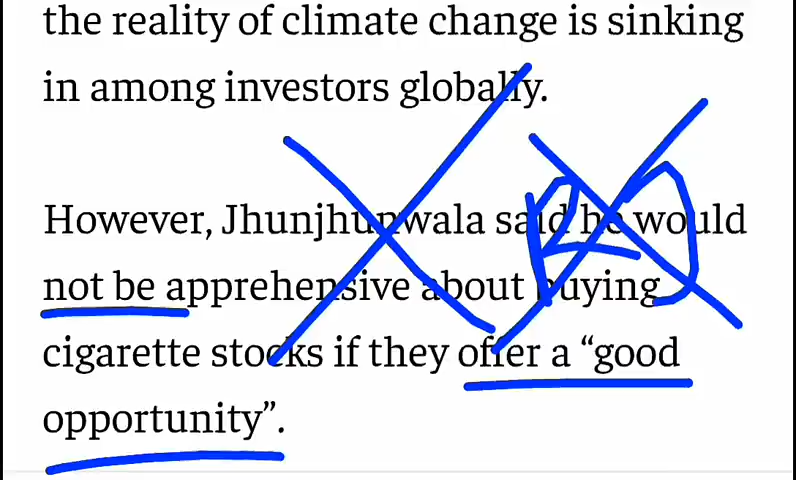 the reality of climate change is sinking
in among investors globally.
However, Jhunjhunwala said he would
not be apprehensive about buying
cigarette stocks if they offer a “good
opportunity”.